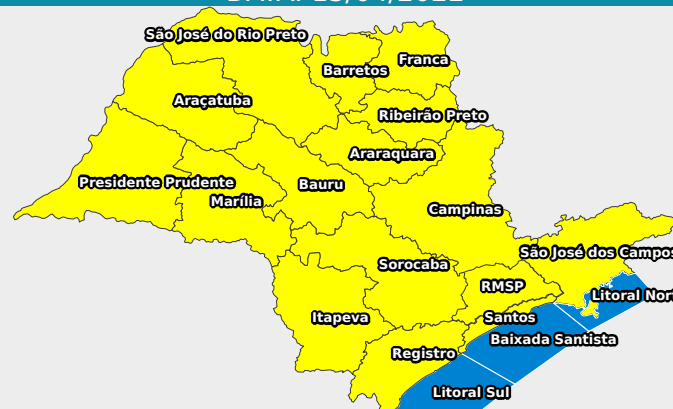 São José do Rio Preto
Franca
Barretos
Araçatuba
Ribeirão Preto
Araraquara
Presidente Prudente
Bauru
Marília
Campinas
São José dos Campos
Sorocaba
RMSP
Litoral Nort
Itapeva
Santos
Baixada Santista
Registro
Litoral Sul